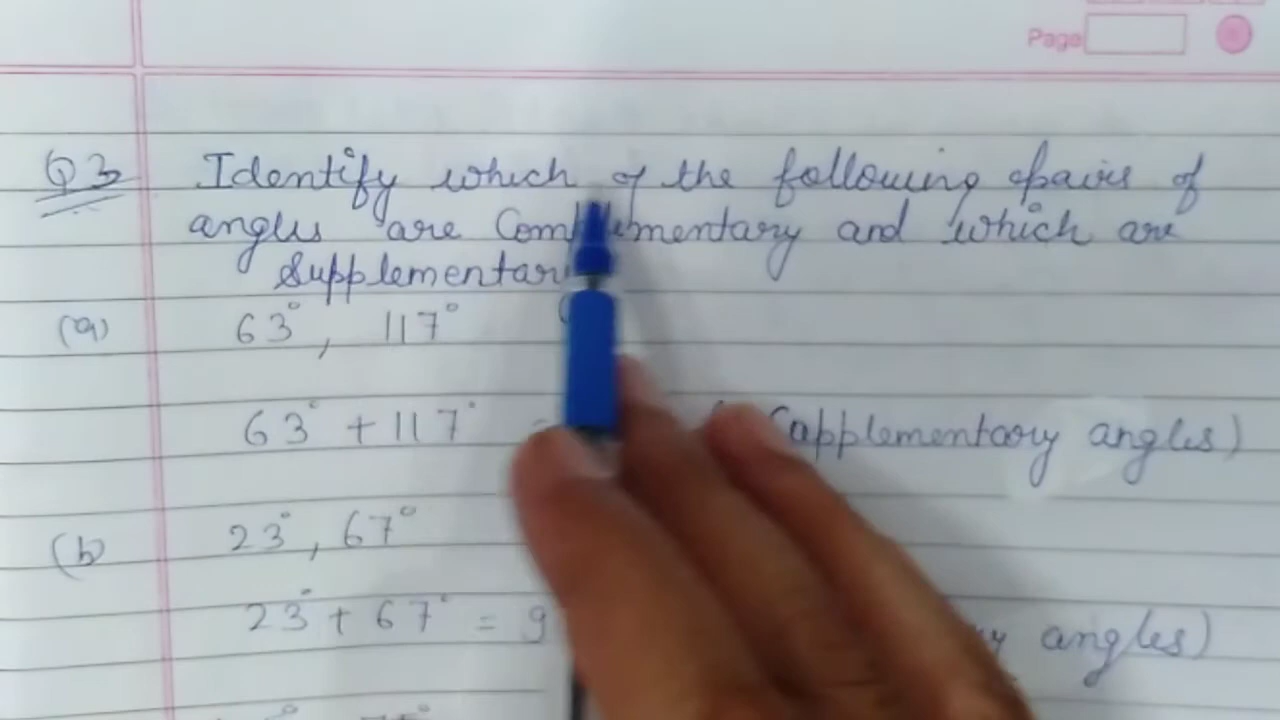 Page
Q3 Identify which of the following pairs of
angles are Complementary and which are
Supplementary
(a) 63°, 117°
63° + 117° (Supplementary angles)
(b) 23°, 67°
23° + 67° = 9 angles)